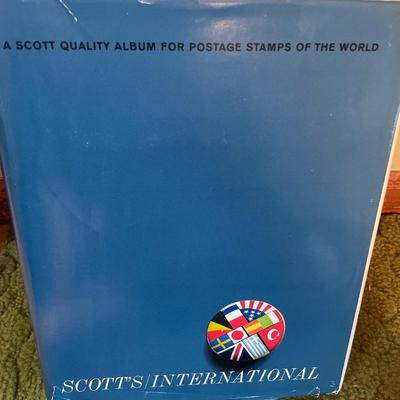 A SCOTT QUALITY ALBUM FOR POSTAGE STAMPS OF THE WORLD
SCOTT'S/INTERNATIONAL